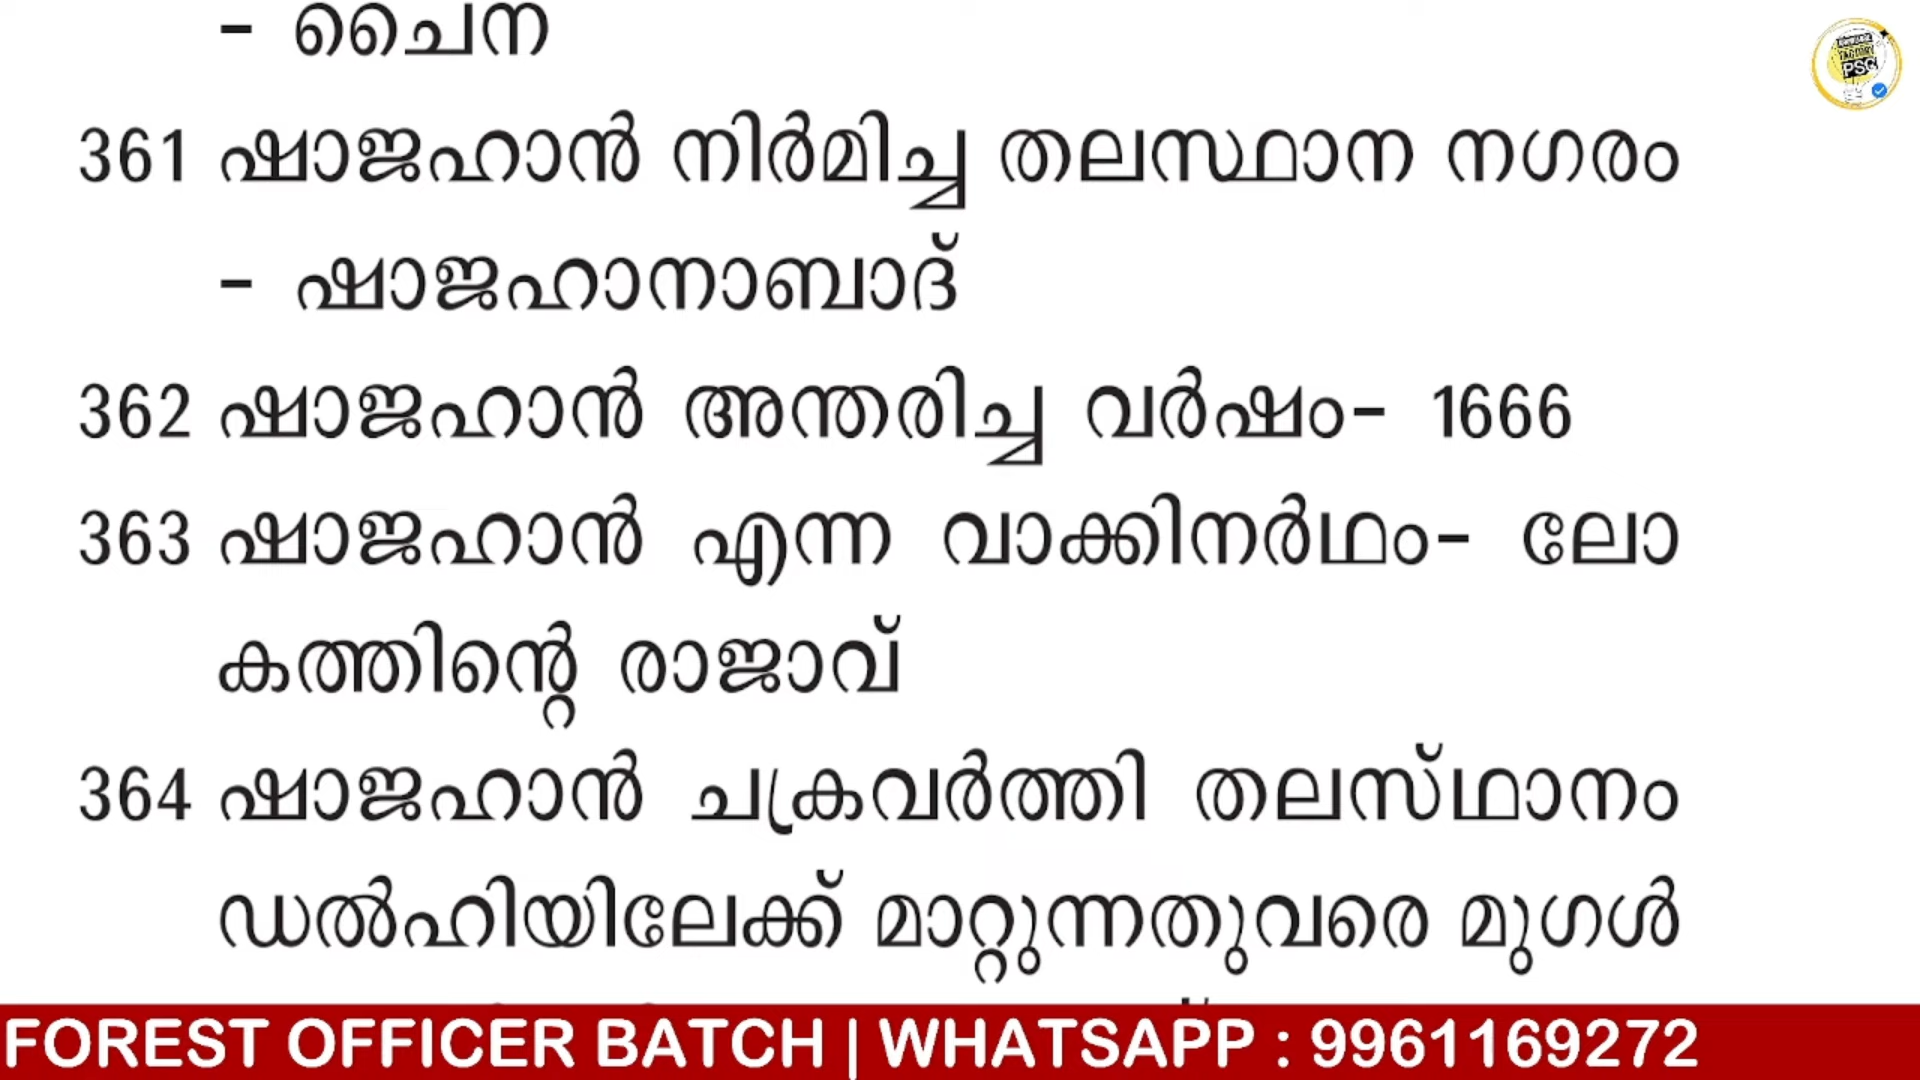 - ചൈന
361 ഷാജഹാൻ നിർമിച്ച തലസ്ഥാന നഗരം
- ഷാജഹാനാബാദ്
362 ഷാജഹാൻ അന്തരിച്ച വർഷം- 1666
363 ഷാജഹാൻ എന്ന വാക്കിനർഥം- ലോ
കത്തിന്റെ രാജാവ്
364 ഷാജഹാൻ ചക്രവർത്തി തലസ്ഥാനം
ഡൽഹിയിലേക്ക് മാറ്റുന്നതുവരെ മുഗൾ
FOREST OFFICER BATCH | WHATSAPP : 9961169272
PSC